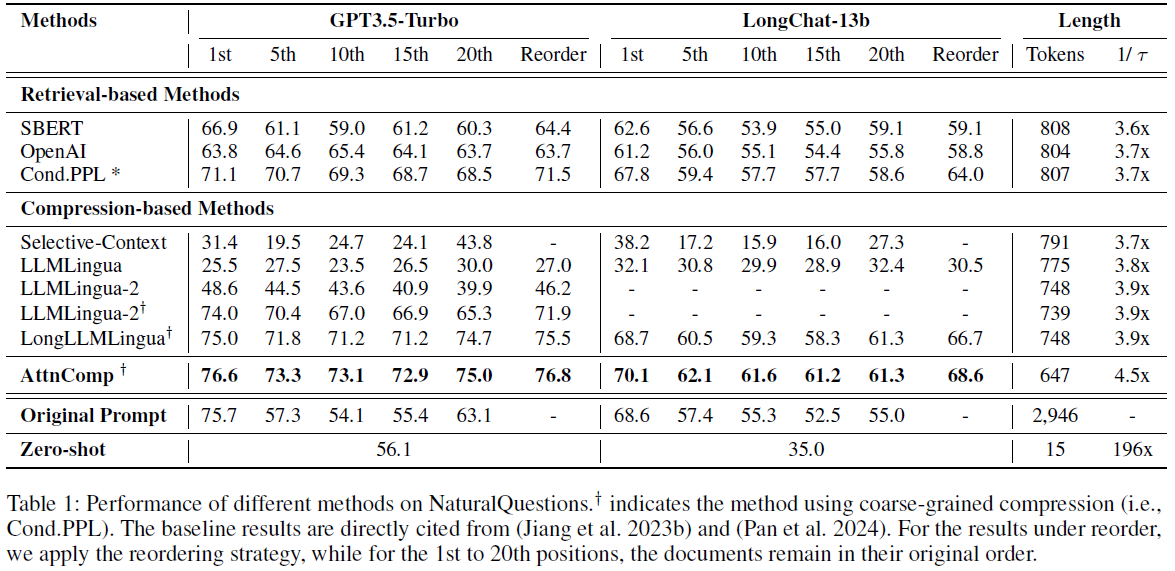 Methods GPT3.5-Turbo LongChat-13b Length
1st 5th 10th 15th 20th Reorder 1st 5th 10th 15th 20th Reorder Tokens 1/ τ
Retrieval-based Methods
SBERT 66.9 61.1 59.0 61.2 60.3 64.4 62.6 56.6 53.9 55.0 59.1 59.1 808 3.6x
OpenAI 63.8 64.6 65.4 64.1 63.7 63.7 61.2 56.0 55.1 54.4 55.8 58.8 804 3.7x
Cond.PPL * 71.1 70.7 69.3 68.7 68.5 71.5 67.8 59.4 57.7 57.7 58.6 64.0 807 3.7x
Compression-based Methods
Selective-Context 31.4 19.5 24.7 24.1 43.8 - 38.2 17.2 15.9 16.0 27.3 - 791 3.7x
LLMLingua 25.5 27.5 23.5 26.5 30.0 27.0 32.1 30.8 29.9 28.9 32.4 30.5 775 3.8x
LLMLingua-2 48.6 44.5 43.6 40.9 39.9 46.2 - - - - - - 748 3.9x
LLMLingua-2† 74.0 70.4 67.0 66.9 65.3 71.9 - - - - - - 739 3.9x
LongLLMLingua† 75.0 71.8 71.2 71.2 74.7 75.5 68.7 60.5 59.3 58.3 61.3 66.7 748 3.9x
AttnComp † 76.6 73.3 73.1 72.9 75.0 76.8 70.1 62.1 61.6 61.2 61.3 68.6 647 4.5x
Original Prompt 75.7 57.3 54.1 55.4 63.1 - 68.6 57.4 55.3 52.5 55.0 - 2,946 -
Zero-shot 56.1 35.0 15 196x
Table 1: Performance of different methods on NaturalQuestions.† indicates the method using coarse-grained compression (i.e.,
Cond.PPL). The baseline results are directly cited from (Jiang et al. 2023b) and (Pan et al. 2024). For the results under reorder,
we apply the reordering strategy, while for the 1st to 20th positions, the documents remain in their original order.